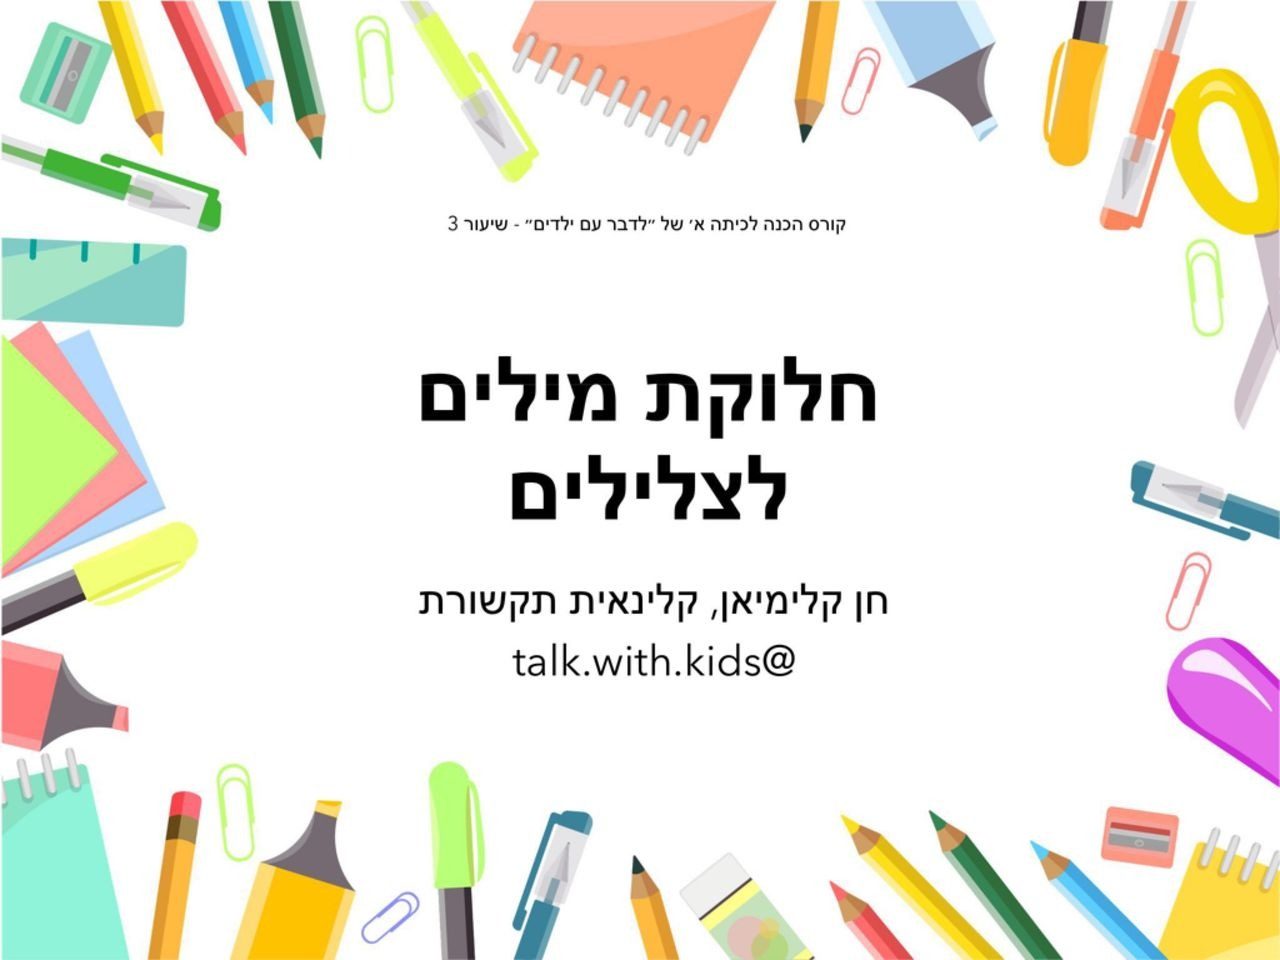 קורס הכנה לכיתה א׳ של ״לדבר עם ילדים״ - שיעור 3
חלוקת מילים
לצלילים
חן קלימיאן, קלינאית תקשורת
talk.with.kids@